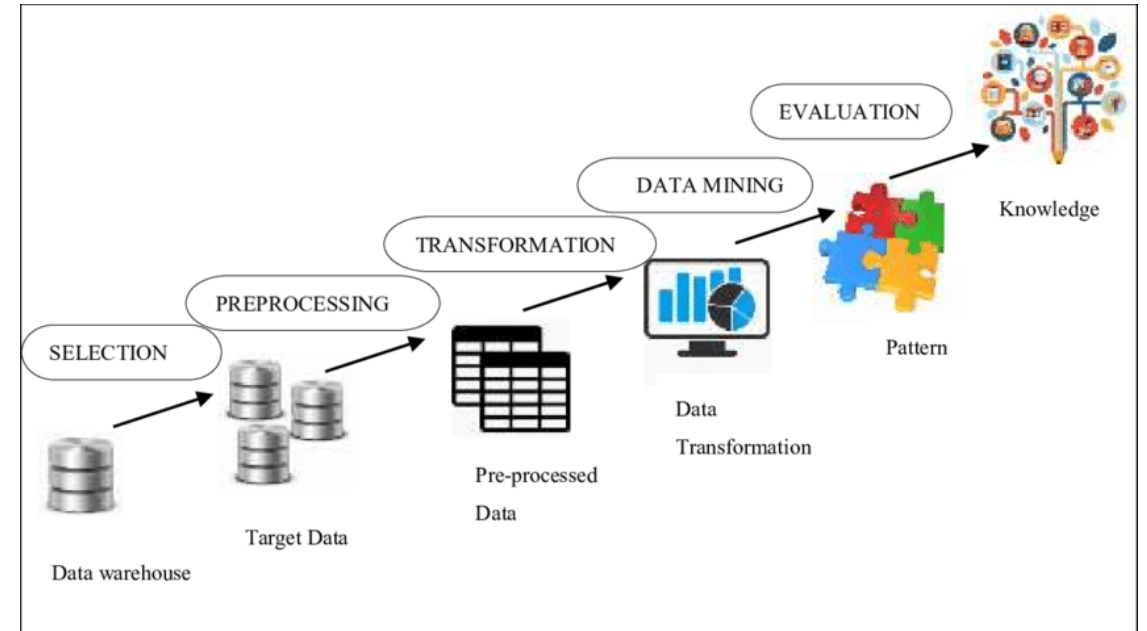 EVALUATION
DATA MINING
Knowledge
TRANSFORMATION
PREPROCESSING
SELECTION
Pattern
Data
Transformation
Pre-processed
Data
Target Data
Data warehouse